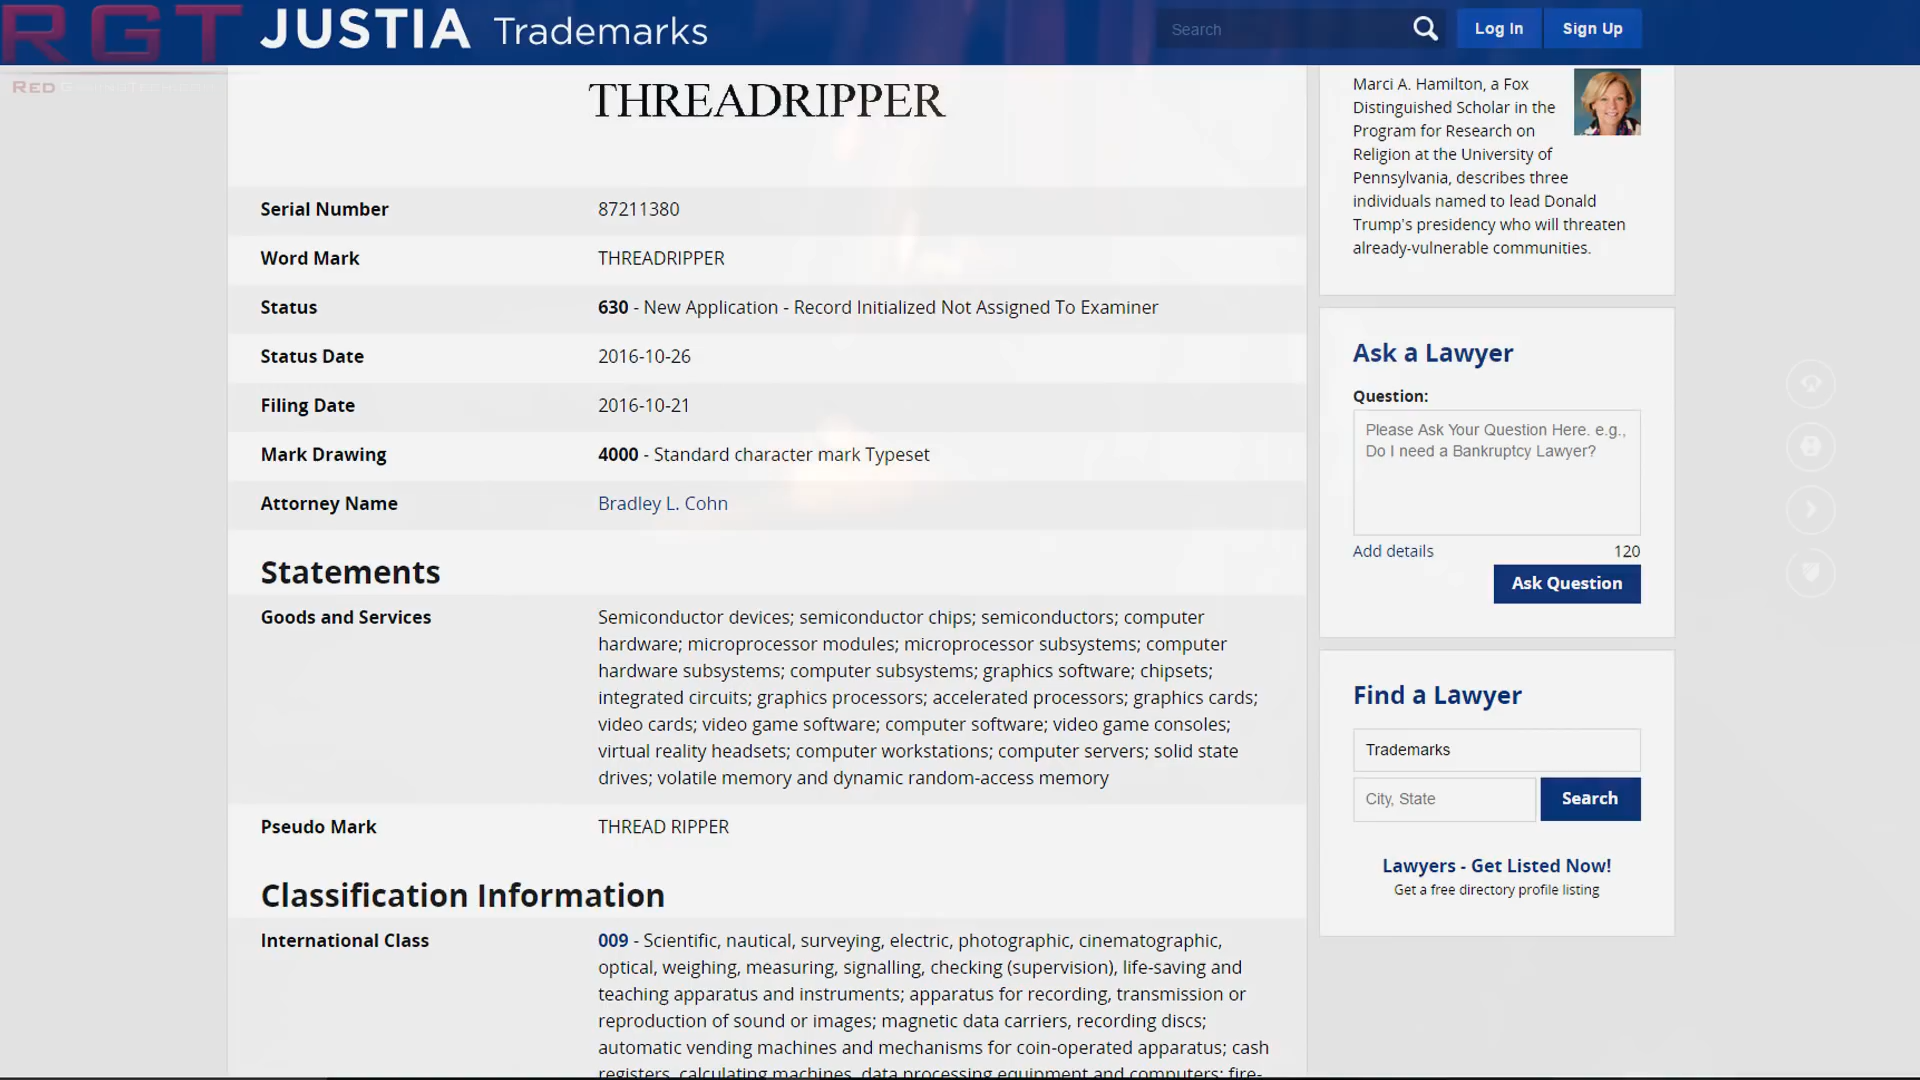 RGT JUSTIA Trademarks
Search
Log In
Sign Up
RED
THREADRIPPER
Serial Number 87211380
Word Mark THREADRIPPER
Status 630 - New Application - Record Initialized Not Assigned To Examiner
Status Date 2016-10-26
Filing Date 2016-10-21
Mark Drawing 4000 - Standard character mark Typeset
Attorney Name Bradley L. Cohn
Statements
Goods and Services Semiconductor devices; semiconductor chips; semiconductors; computer
hardware; microprocessor modules; microprocessor subsystems; computer
hardware subsystems; computer subsystems; graphics software; chipsets;
integrated circuits; graphics processors; accelerated processors; graphics cards;
video cards; video game software; computer software; video game consoles;
virtual reality headsets; computer workstations; computer servers; solid state
drives; volatile memory and dynamic random-access memory
Pseudo Mark THREAD RIPPER
Classification Information
International Class 009 - Scientific, nautical, surveying, electric, photographic, cinematographic,
optical, weighing, measuring, signalling, checking (supervision), life-saving and
teaching apparatus and instruments; apparatus for recording, transmission or
reproduction of sound or images; magnetic data carriers, recording discs;
automatic vending machines and mechanisms for coin-operated apparatus; cash
registers, calculating machines, data processing equipment and computers; fire-
Marci A. Hamilton, a Fox
Distinguished Scholar in the
Program for Research on
Religion at the University of
Pennsylvania, describes three
individuals named to lead Donald
Trump's presidency who will threaten
already-vulnerable communities.
Ask a Lawyer
Question:
Please Ask Your Question Here. e.g.,
Do I need a Bankruptcy Lawyer?
Add details 120
Ask Question
Find a Lawyer
Trademarks
City, State
Search
Lawyers - Get Listed Now!
Get a free directory profile listing